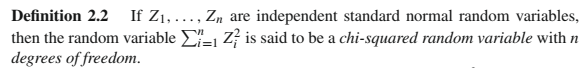 Definition 2.2 If Z₁, . . . , Zₙ are independent standard normal random variables,
then the random variable ∑ⁿᵢ₌₁ Zᵢ² is said to be a chi-squared random variable with n
degrees of freedom.